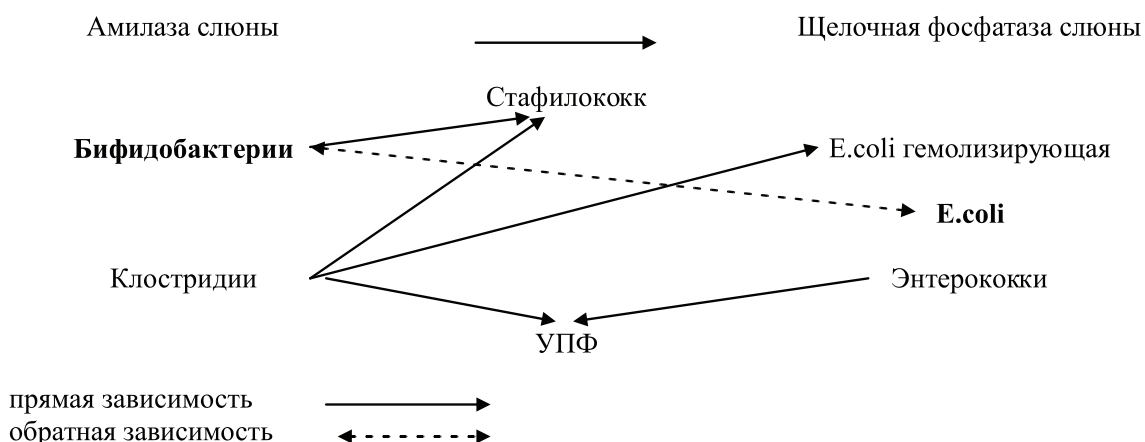 Амилаза слюны
Щелочная фосфатаза слюны
Стафилококк
Бифидобактерии
E.coli гемолизирующая
E.coli
Клостридии
Энтерококки
УПФ
прямая зависимость
обратная зависимость